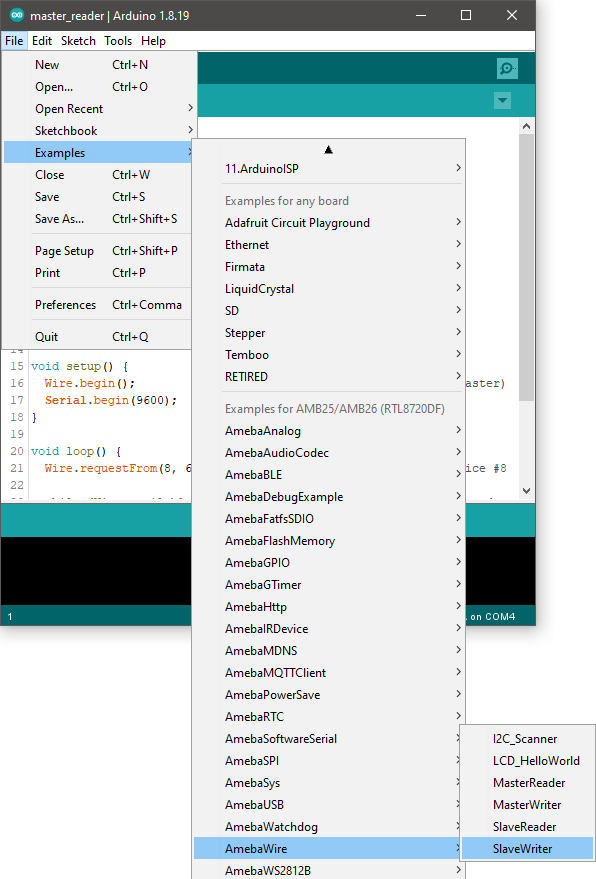 master_reader | Arduino 1.8.19
File Edit Sketch Tools Help
New Ctrl+N
Open... Ctrl+O
Open Recent
Sketchbook
Examples
Close Ctrl+W
Save Ctrl+S
Save As... Ctrl+Shift+S
Page Setup Ctrl+Shift+P
Print Ctrl+P
Preferences Ctrl+Comma
Quit Ctrl+Q
11.ArduinoISP
Examples for any board
Adafruit Circuit Playground
Ethernet
Firmata
LiquidCrystal
SD
Stepper
Temboo
RETIRED
Examples for AMB25/AMB26 (RTL8720DF)
AmebaAnalog
AmebaAudioCodec
AmebaBLE
AmebaDebugExample
AmebaFatfsSDIO
AmebaFlashMemory
AmebaGPIO
AmebaGTimer
AmebaHttp
AmebaIRDevice
AmebaMDNS
AmebaMQTTClient
AmebaPowerSave
AmebaRTC
AmebaSoftwareSerial
AmebaSPI
AmebaSys
AmebaUSB
AmebaWatchdog
AmebaWire
AmebaWS2812B
I2C_Scanner
LCD_HelloWorld
MasterReader
MasterWriter
SlaveReader
SlaveWriter
15 void setup() {
16 Wire.begin(); aster)
17 Serial.begin(9600);
18 }
19
20 void loop() {
21 Wire.requestFrom(8, 6 ice #8
22
1 on COM4